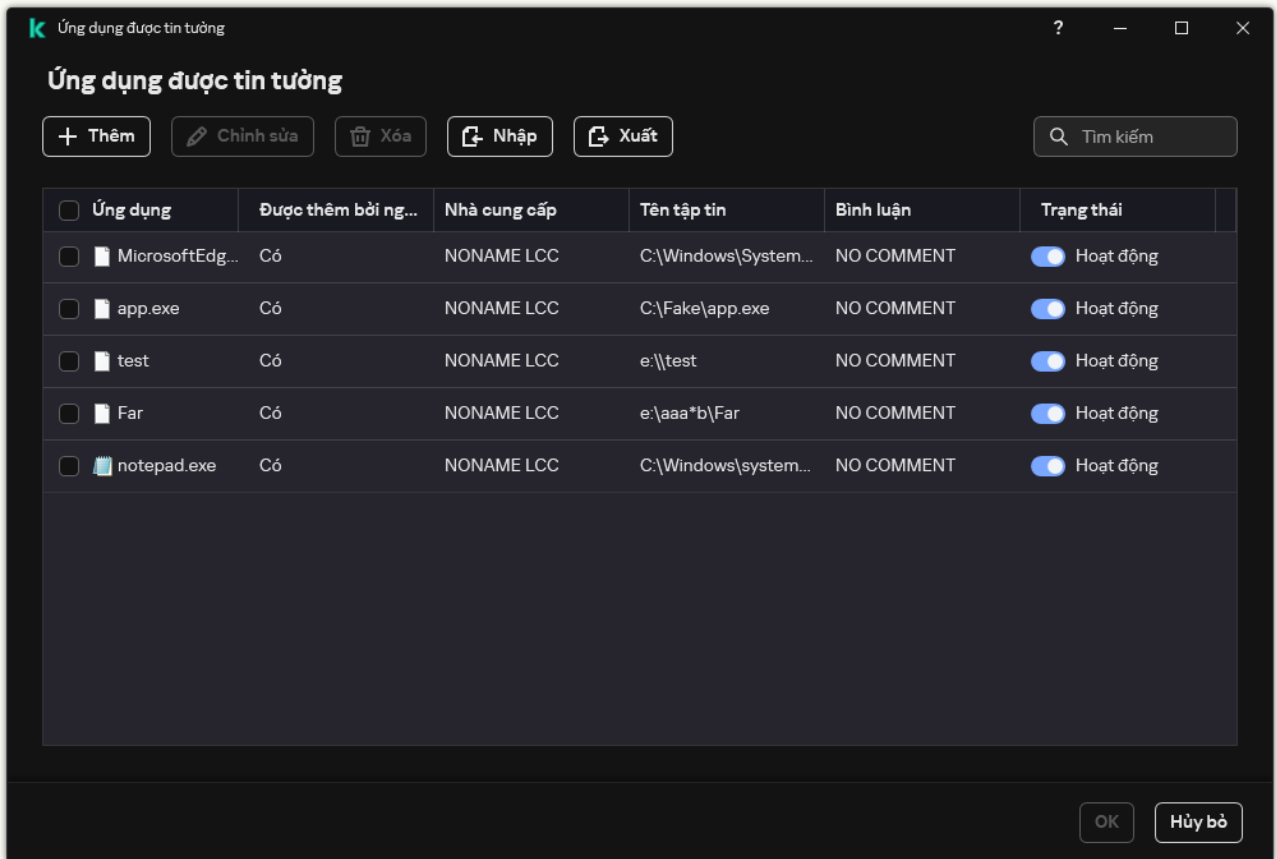 Ứng dụng được tin tưởng ?
Ứng dụng được tin tưởng
Thêm Chỉnh sửa Xóa Nhập Xuất Tìm kiếm
Ứng dụng Được thêm bởi ng... Nhà cung cấp Tên tập tin Bình luận Trạng thái
MicrosoftEdg... Có NONAME LCC C:\Windows\System... NO COMMENT Hoạt động
app.exe Có NONAME LCC C:\Fake\app.exe NO COMMENT Hoạt động
test Có NONAME LCC e:\\test NO COMMENT Hoạt động
Far Có NONAME LCC e:\aaa*b\Far NO COMMENT Hoạt động
notepad.exe Có NONAME LCC C:\Windows\system... NO COMMENT Hoạt động
OK Hủy bỏ